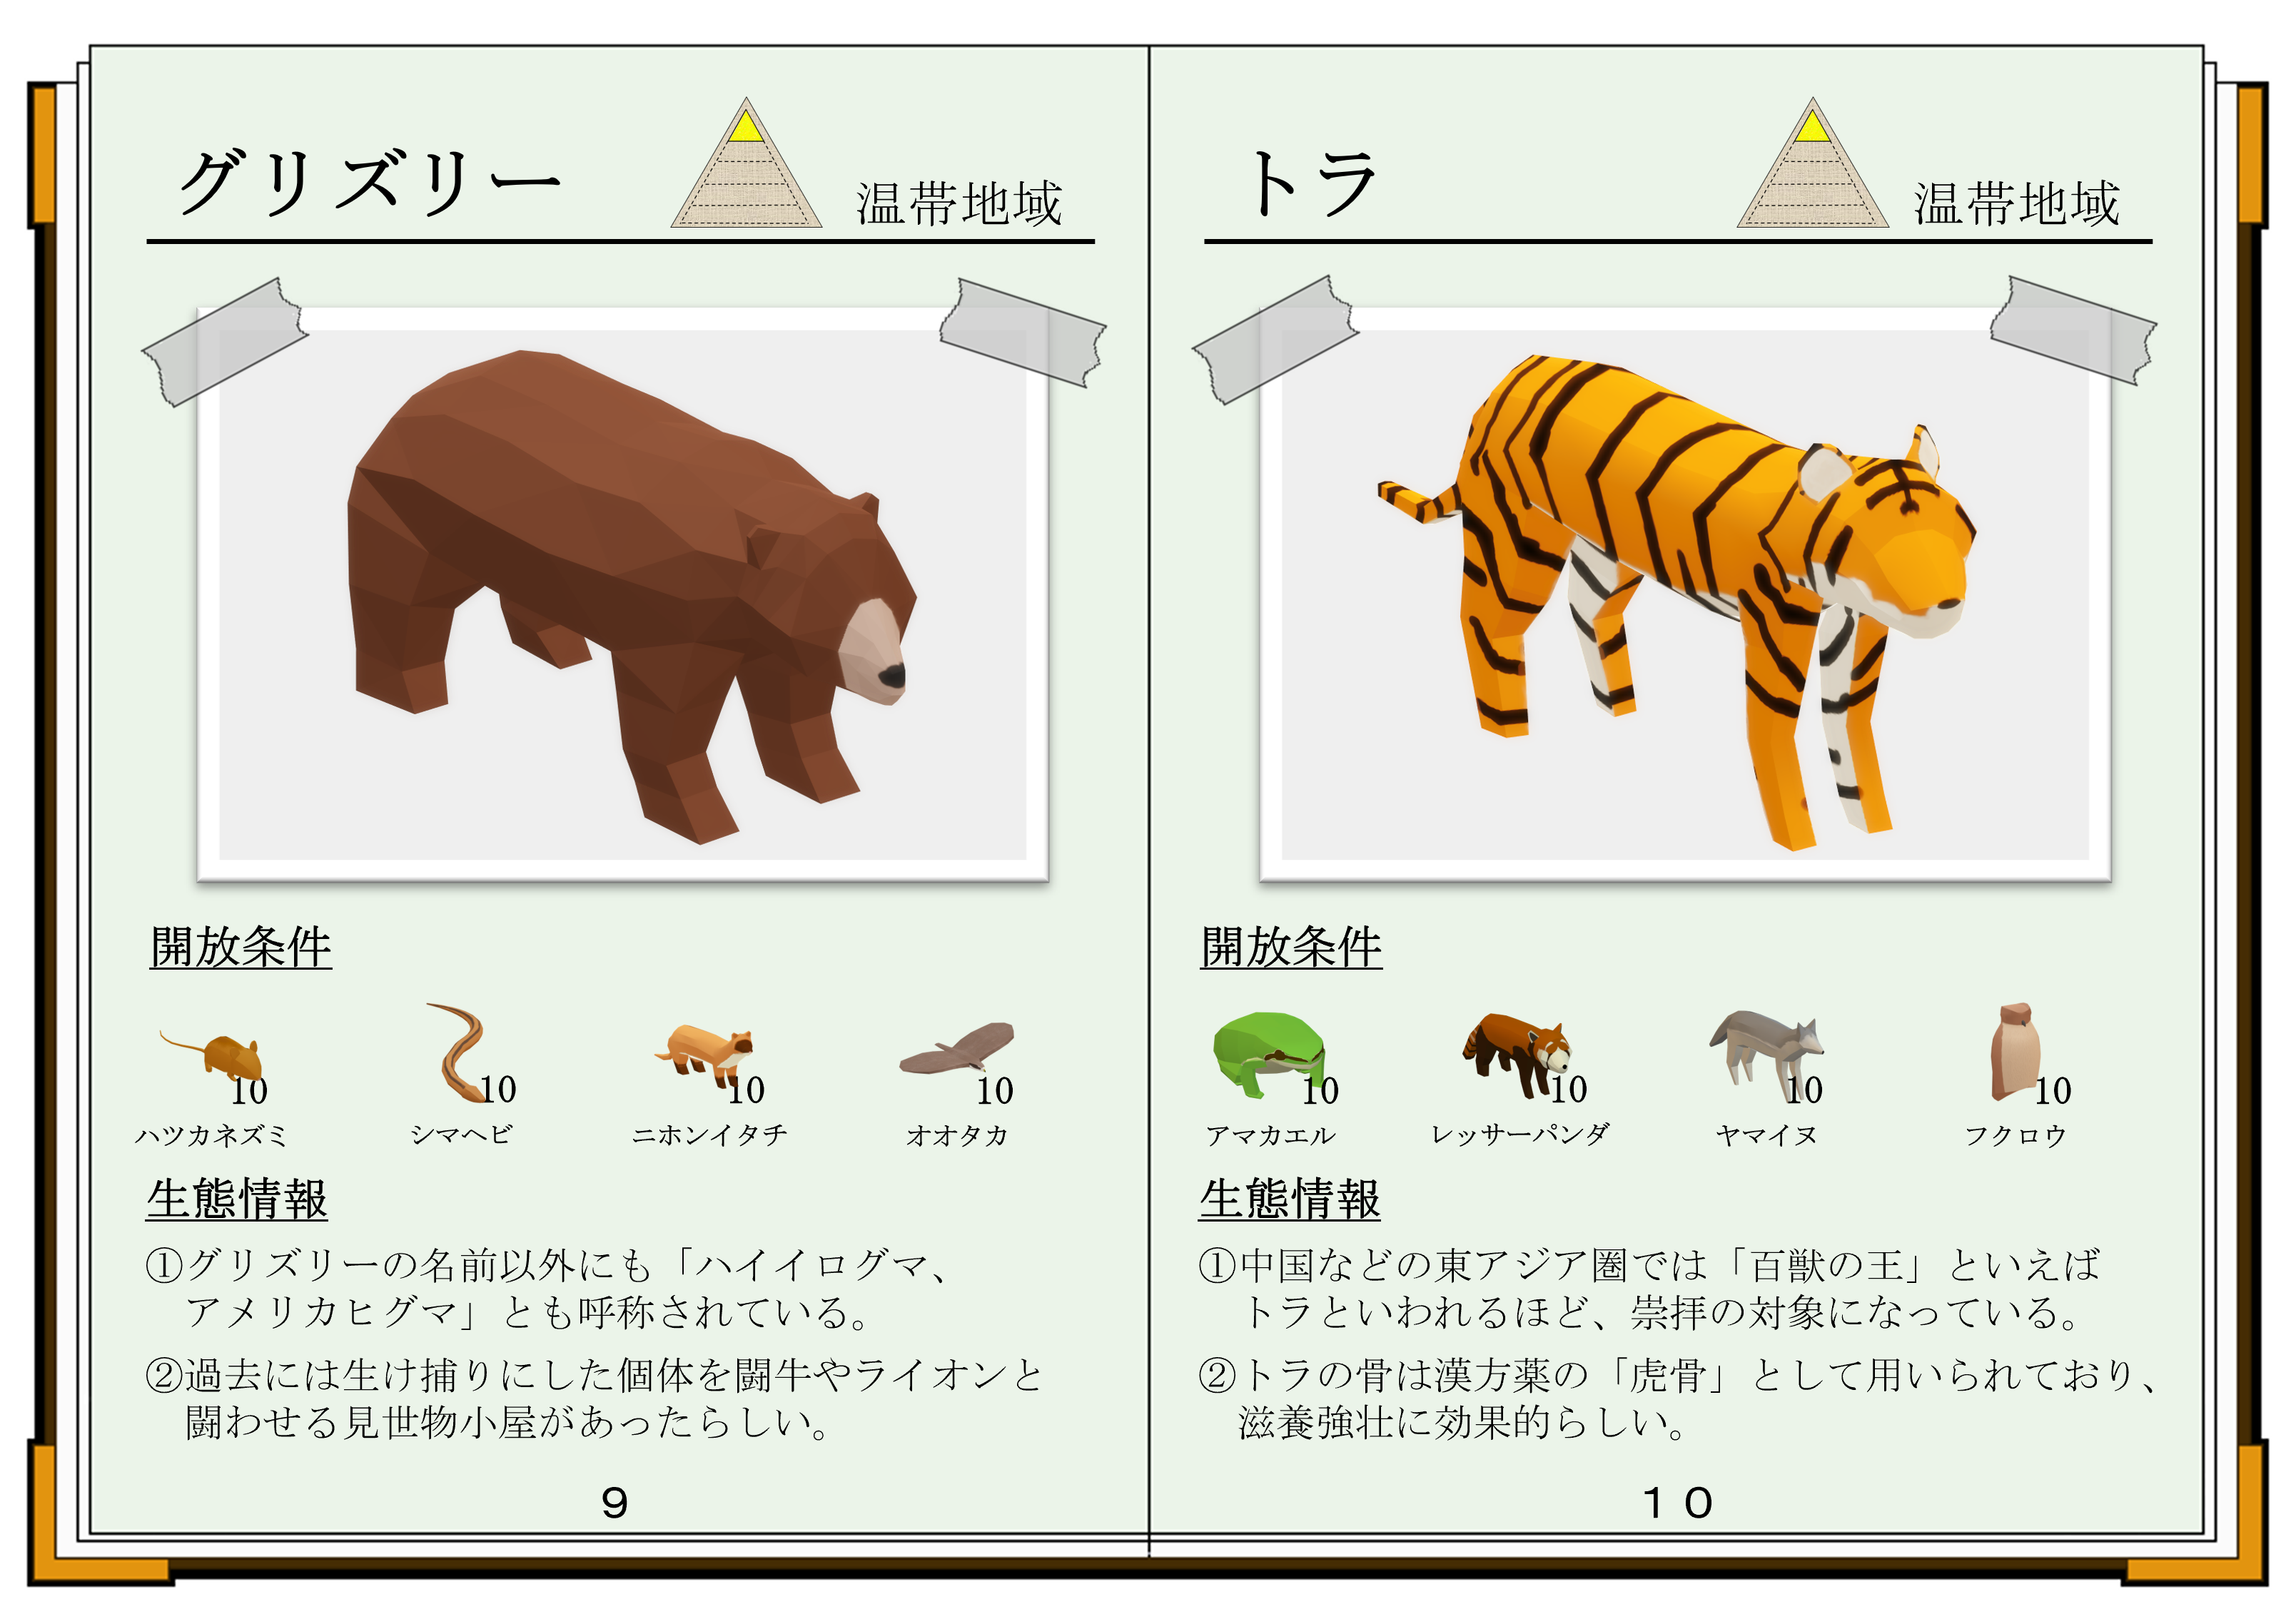 グリズリー
温帯地域
開放条件
10 10 10 10
ハツカネズミ シマヘビ ニホンイタチ オオタカ
生態情報
①グリズリーの名前以外にも「ハイイログマ、
アメリカヒグマ」とも呼称されている。
②過去には生け捕りにした個体を闘牛やライオンと
闘わせる見世物小屋があったらしい。
9
トラ
温帯地域
開放条件
10 10 10 10
アマカエル レッサーパンダ ヤマイヌ フクロウ
生態情報
①中国などの東アジア圏では「百獣の王」といえば
トラといわれるほど、崇拝の対象になっている。
②トラの骨は漢方薬の「虎骨」として用いられており、
滋養強壮に効果的らしい。
１０